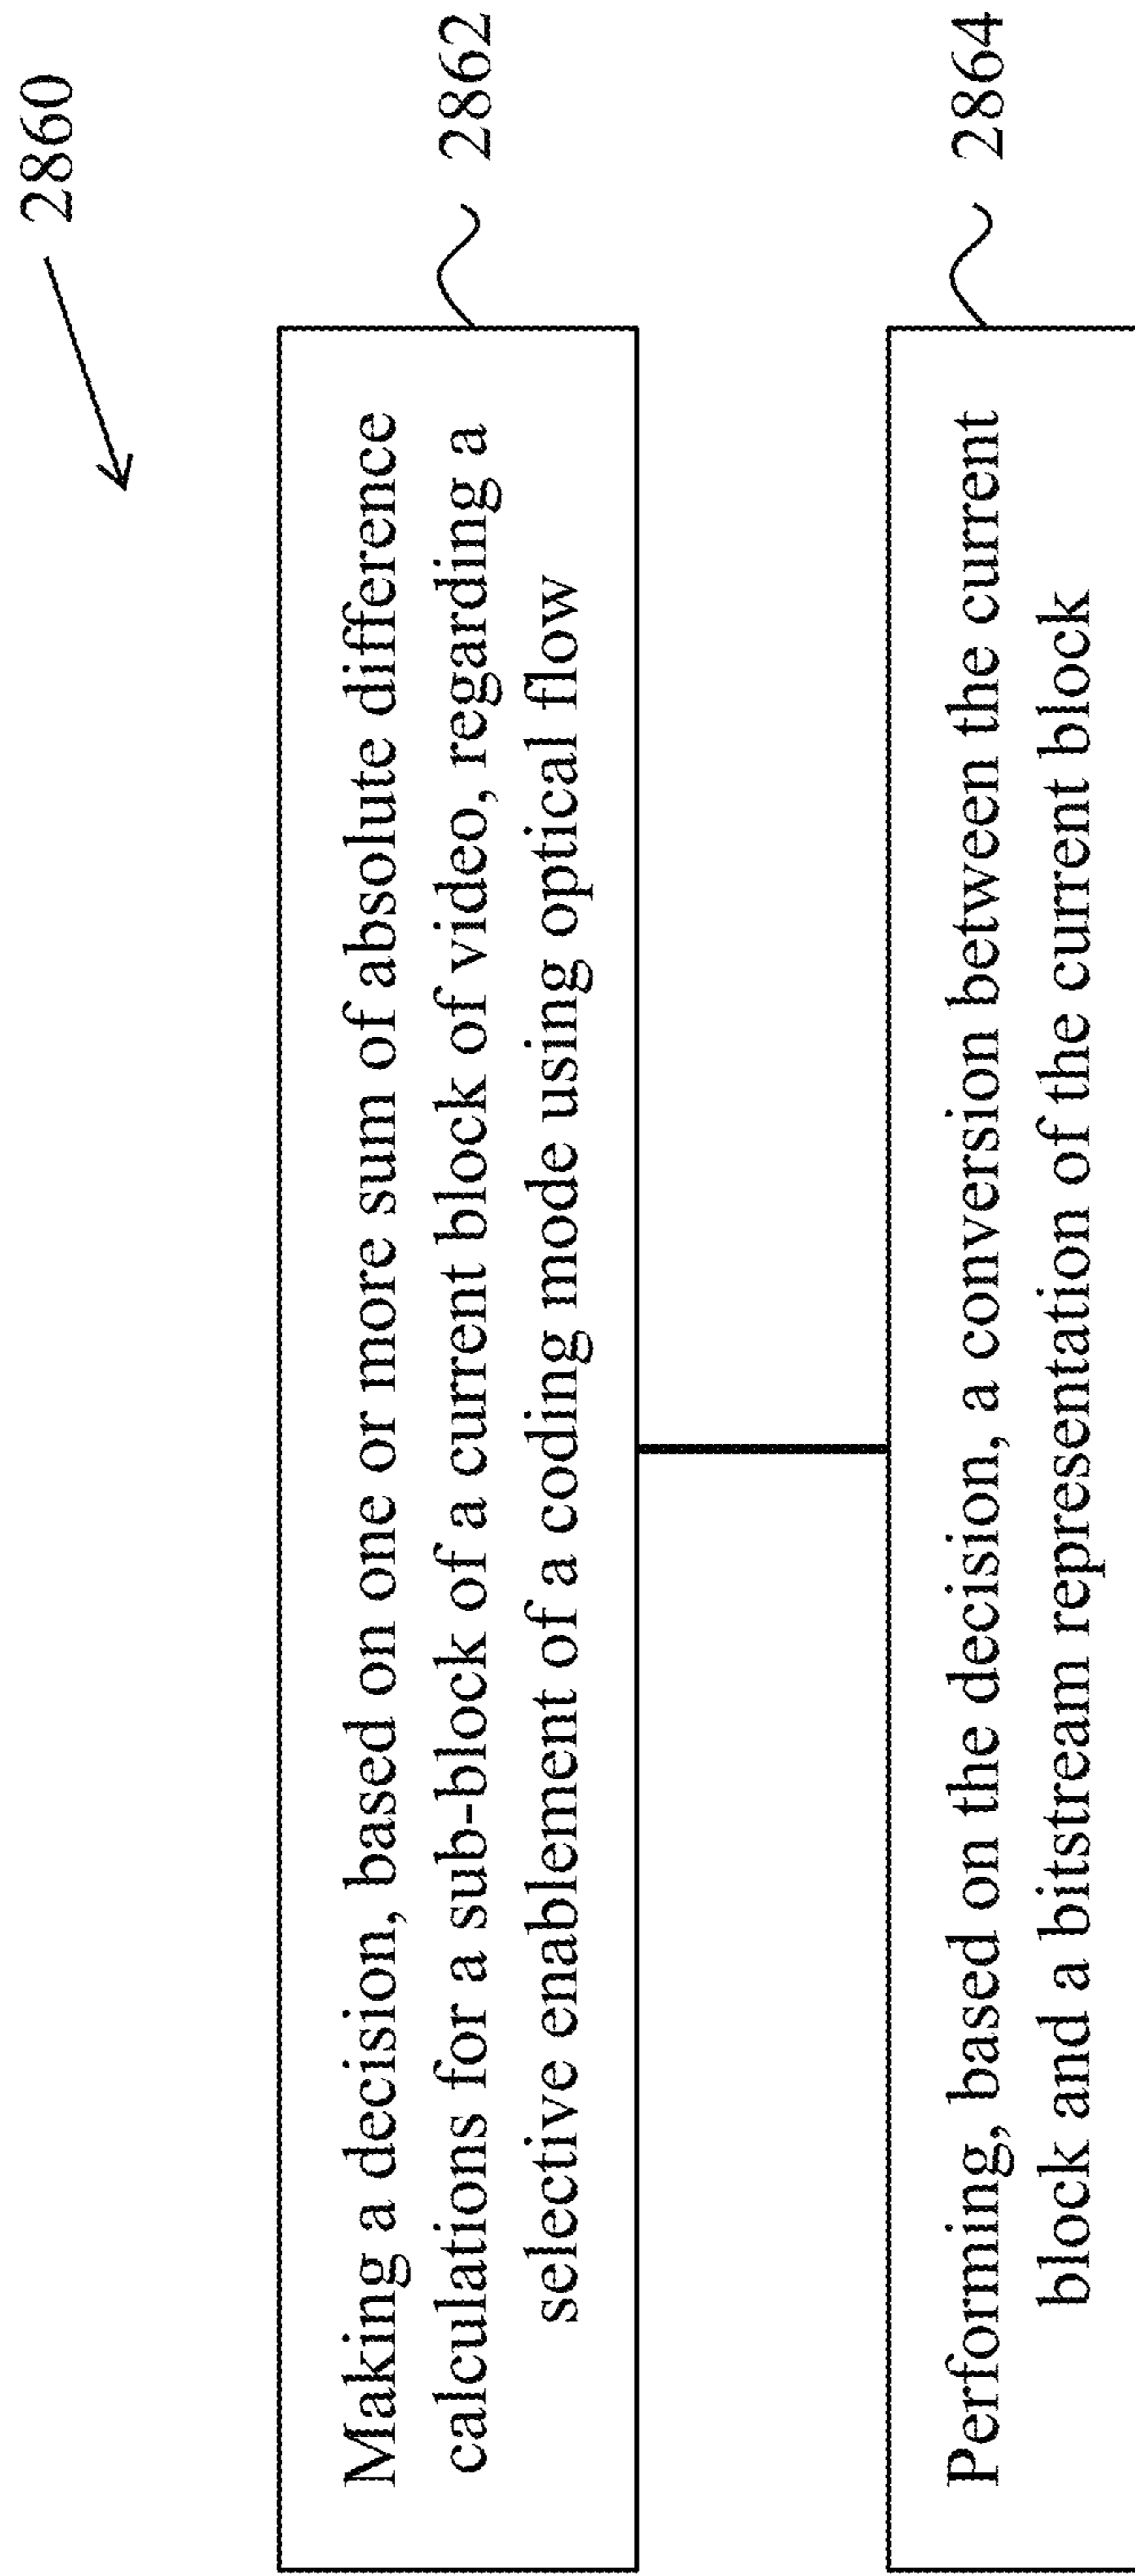 2860
Making a decision, based on one or more sum of absolute difference
calculations for a sub-block of a current block of video, regarding a
selective enablement of a coding mode using optical flow
2862
Performing, based on the decision, a conversion between the current
block and a bitstream representation of the current block
2864